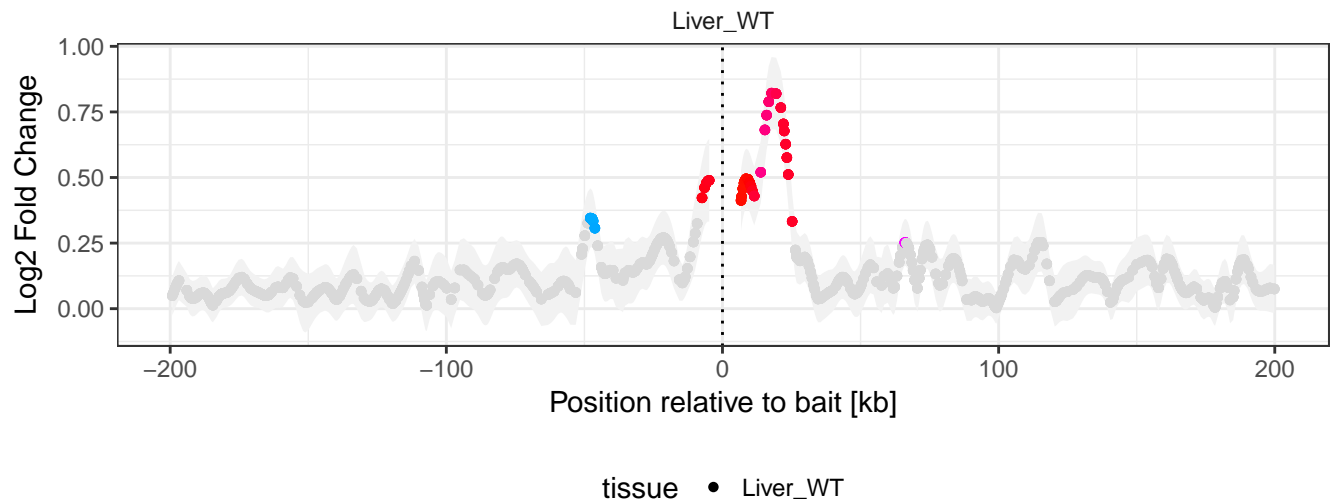 Liver_WT
1.00
0.75
0.50
0.25
0.00
Log2 Fold Change
−200
−100
0
100
200
Position relative to bait [kb]
tissue Liver_WT